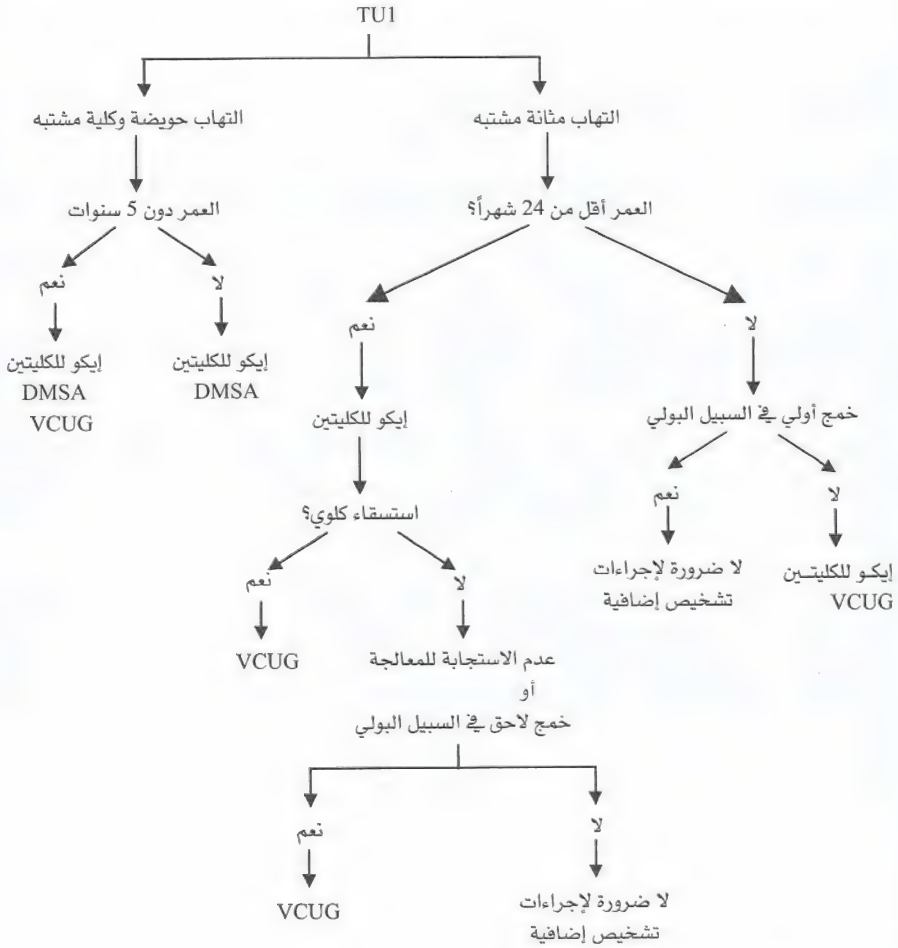 TU1
التهاب مثانة مشتبه
التهاب حويضة وكلية مشتبه
العمر أقل من 24 شهراً؟
العمر دون 5 سنوات
لا
نعم
لا
نعم
إيكو للكليتين
DMSA
إيكو للكليتين
DMSA
VCUG
خمج أولي في السبيل البولي
إيكو للكليتين
لا
نعم
استسقاء كلوي؟
إيكو للكليتين
VCUG
لا ضرورة لإجراءات
تشخيص إضافية
لا
نعم
عدم الاستجابة للمعالجة
أو
خمج لاحق في السبيل البولي
VCUG
لا
نعم
لا ضرورة لإجراءات
تشخيص إضافية
VCUG